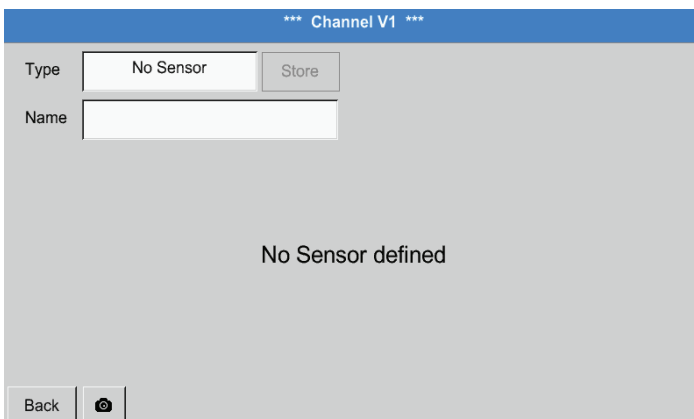 *** Channel V1 ***
Type No Sensor Store
Name
No Sensor defined
Back